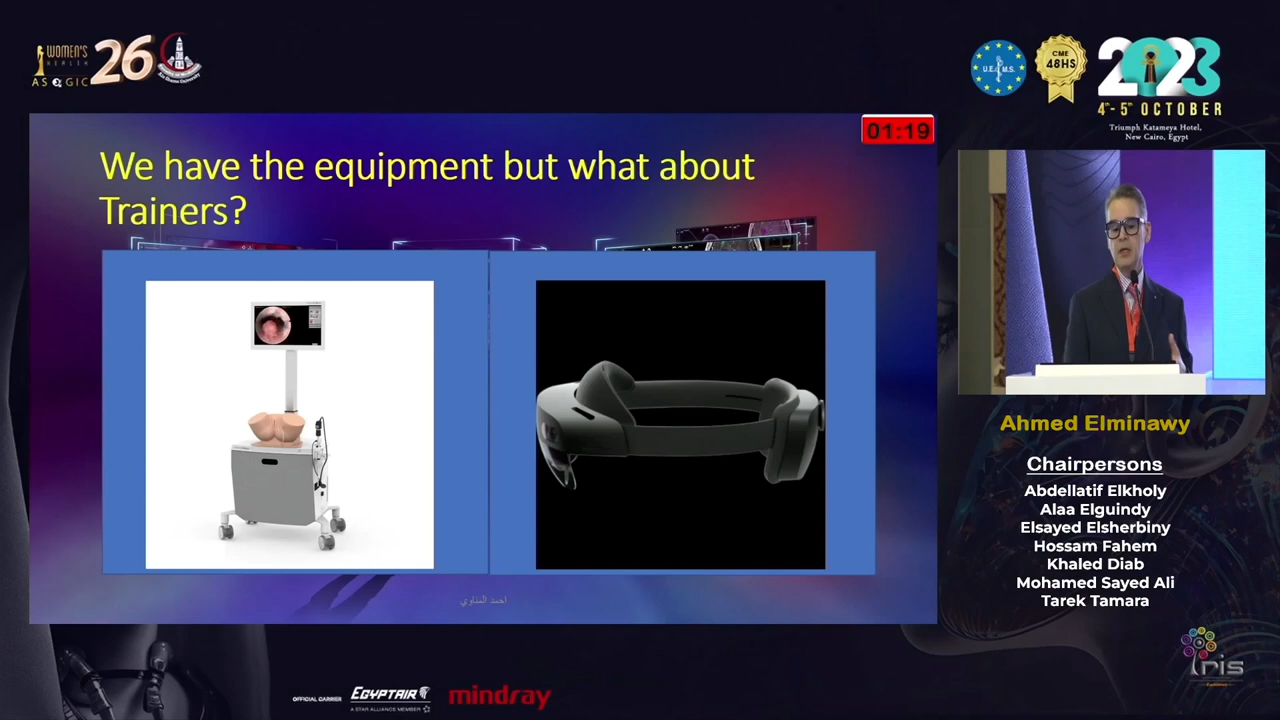 WOMEN'S
HEALTH
ASOGIC
26
U.E.M.S.
CME
48HS
2023
4th - 5th OCTOBER
Triumph Katameya Hotel,
New Cairo, Egypt
01:19
We have the equipment but what about
Trainers?
احمد المناوي
Ahmed Elminawy
Chairpersons
Abdellatif Elkholy
Alaa Elguindy
Elsayed Elsherbiny
Hossam Fahem
Khaled Diab
Mohamed Sayed Ali
Tarek Tamara
OFFICIAL CARRIER
EGYPTAIR
A STAR ALLIANCE MEMBER
mindray
Iris